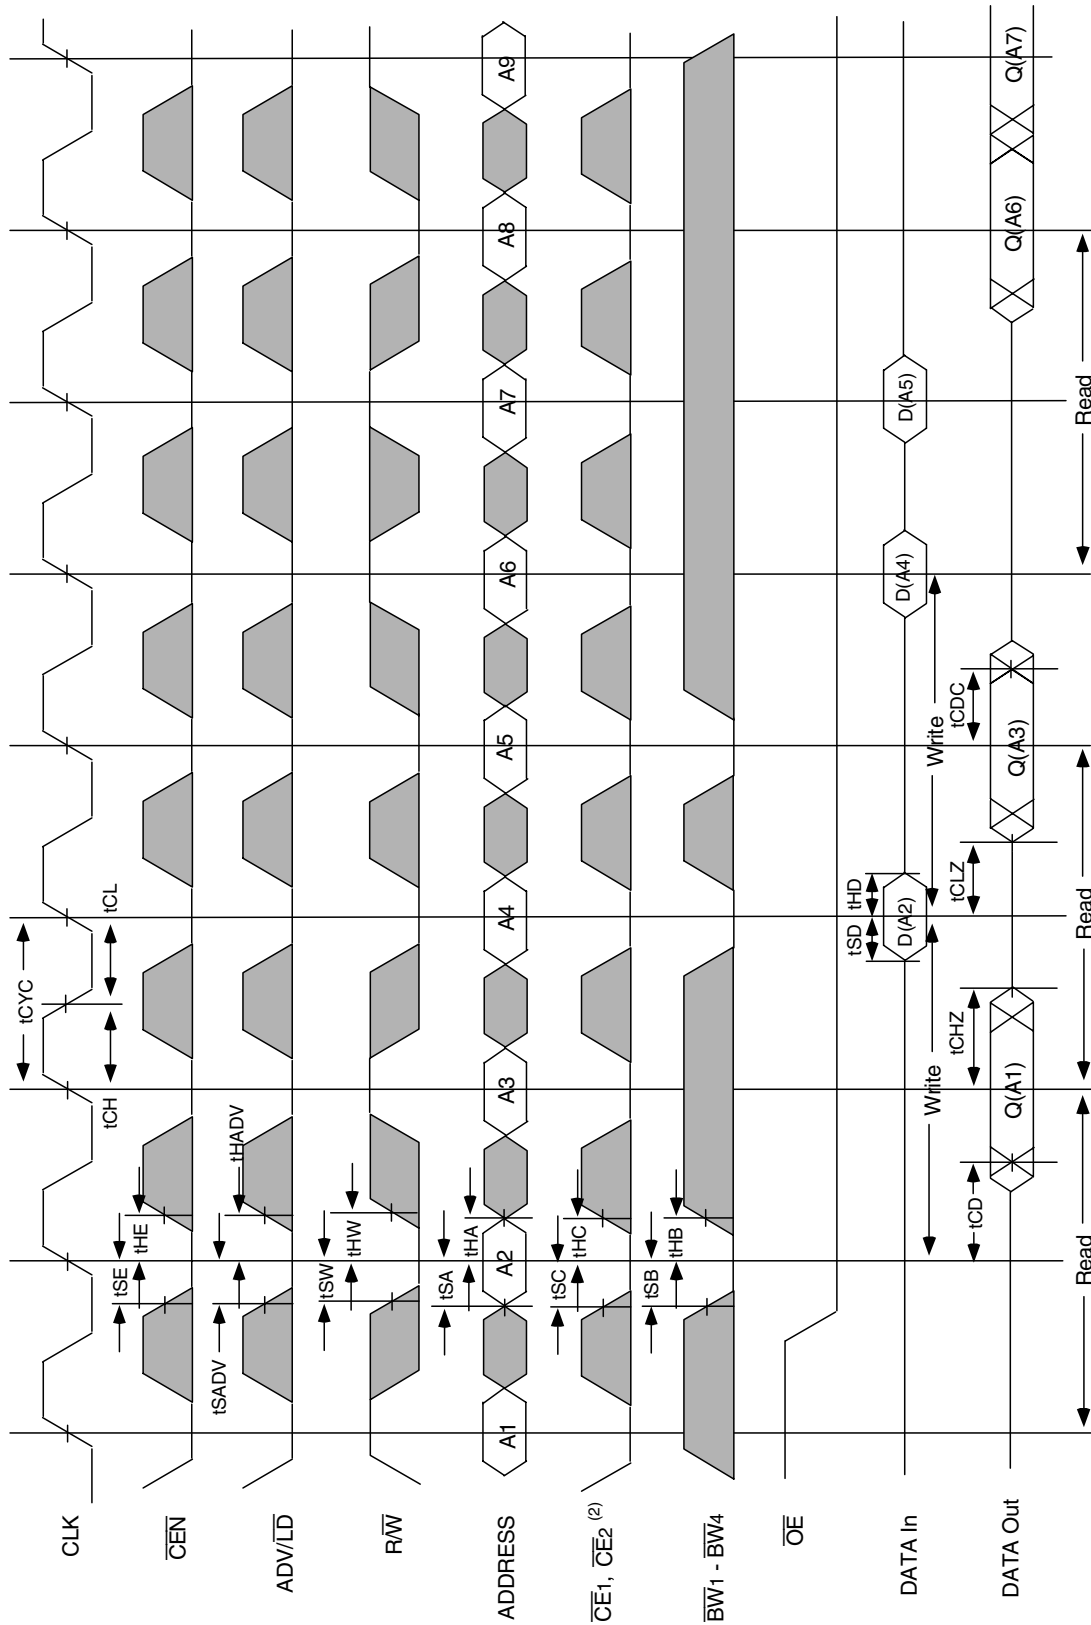 CLK
tCYC
tCH
tCL
CEN
tSE
tHE
ADV/LD
tSADV
tHADV
R/W
tSW
tHW
ADDRESS
A1
A2
A3
A4
A5
A6
A7
A8
A9
tSA
tHA
CE1, CE2 (2)
tSC
tHC
BW1 - BW4
tSB
tHB
OE
DATA In
D(A2)
D(A4)
D(A5)
tSD
tHD
Write
Write
DATA Out
Q(A1)
Q(A3)
Q(A6)
Q(A7)
tCD
tCHZ
tCLZ
tCDC
Read
Read
Read